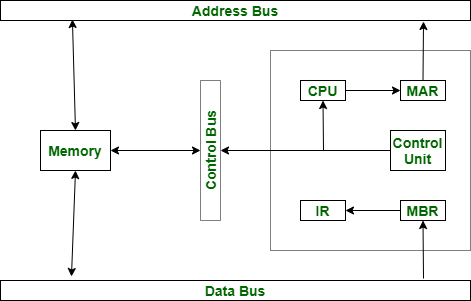 Address Bus
CPU
MAR
Control Bus
Memory
Control
Unit
IR
MBR
Data Bus